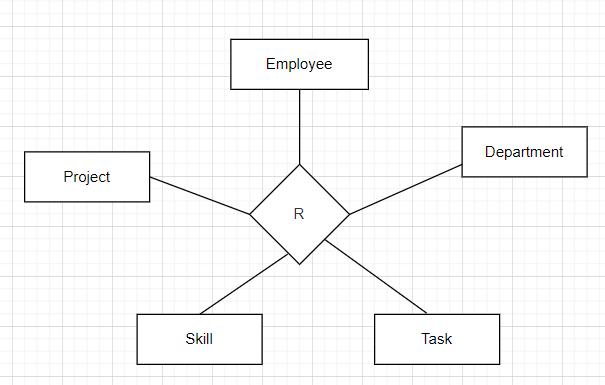 Employee
Department
Project
R
Skill
Task